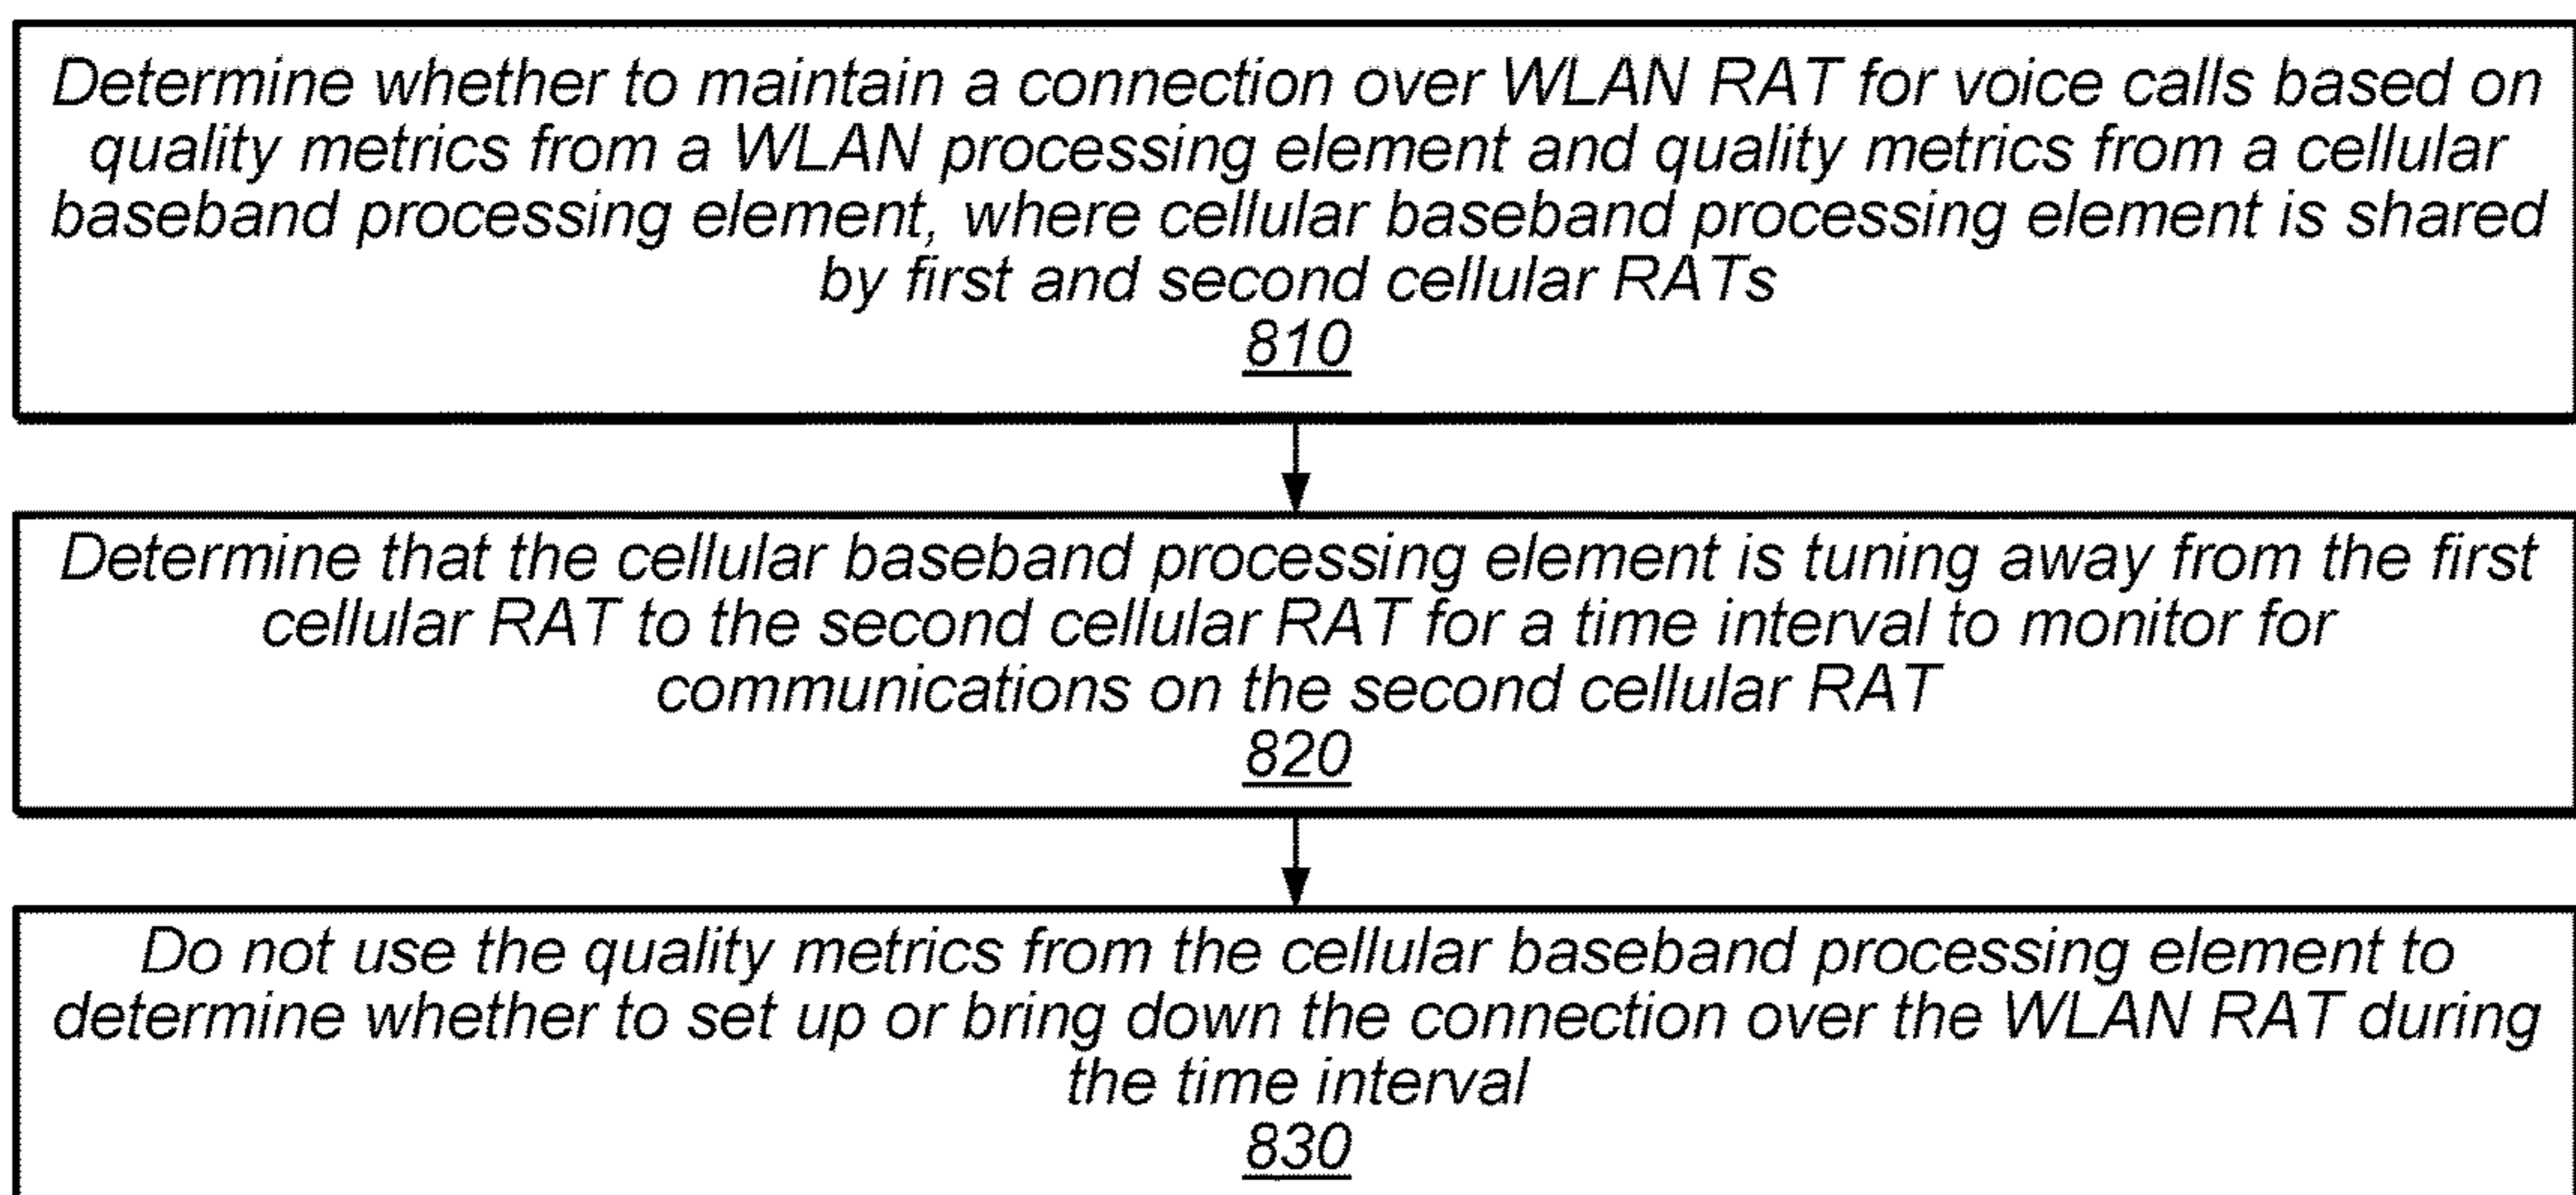 Determine whether to maintain a connection over WLAN RAT for voice calls based on
quality metrics from a WLAN processing element and quality metrics from a cellular
baseband processing element, where cellular baseband processing element is shared
by first and second cellular RATs
810
Determine that the cellular baseband processing element is tuning away from the first
cellular RAT to the second cellular RAT for a time interval to monitor for
communications on the second cellular RAT
820
Do not use the quality metrics from the cellular baseband processing element to
determine whether to set up or bring down the connection over the WLAN RAT during
the time interval
830